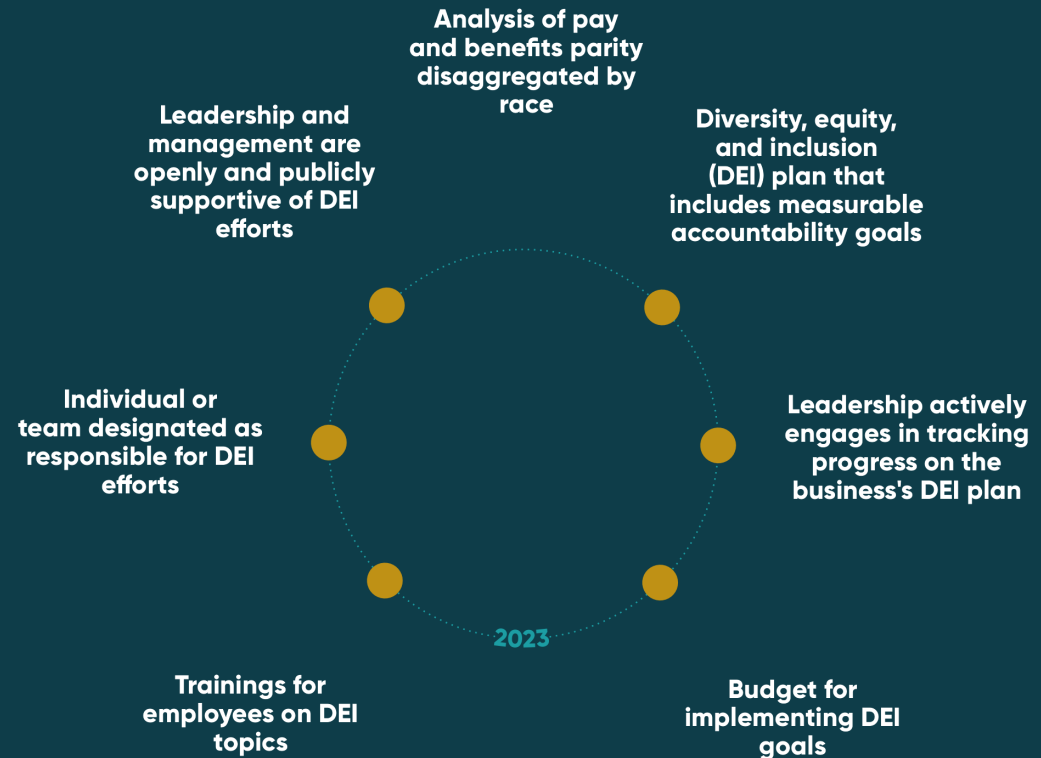 Analysis of pay
and benefits parity
disaggregated by
race
Leadership and
management are
openly and publicly
supportive of DEI
efforts
Diversity, equity,
and inclusion
(DEI) plan that
includes measurable
accountability goals
Individual or
team designated as
responsible for DEI
efforts
Leadership actively
engages in tracking
progress on the
business's DEI plan
2023
Trainings for
employees on DEI
topics
Budget for
implementing DEI
goals